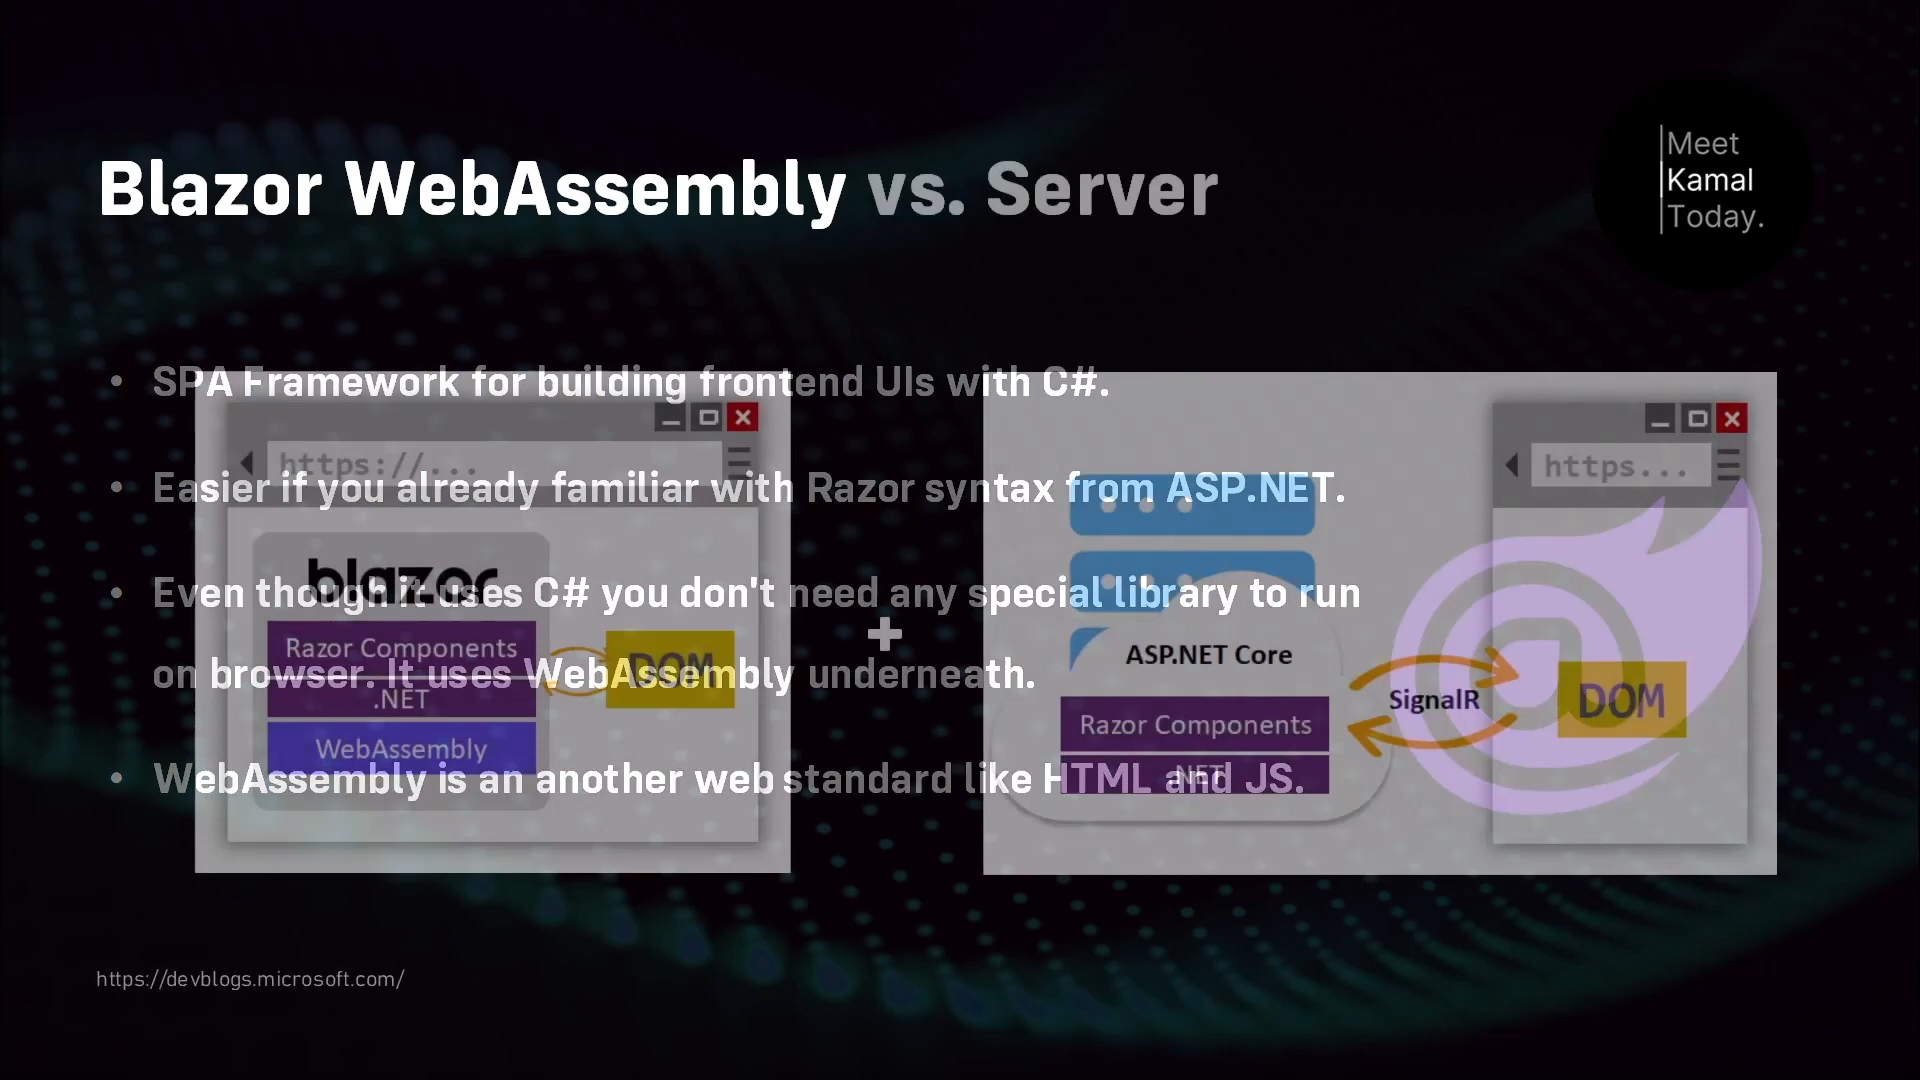 Blazor WebAssembly vs. Server
Meet
Kamal
Today.
• SPA Framework for building frontend UIs with C#.
• Easier if you already familiar with Razor syntax from ASP.NET.
• Even though it uses C# you don't need any special library to run
on browser. It uses WebAssembly underneath.
• WebAssembly is an another web standard like HTML and JS.
https://...
blazor
Razor Components
.NET
WebAssembly
DOM
+
https...
ASP.NET Core
Razor Components
.NET
SignalR
DOM
https://devblogs.microsoft.com/